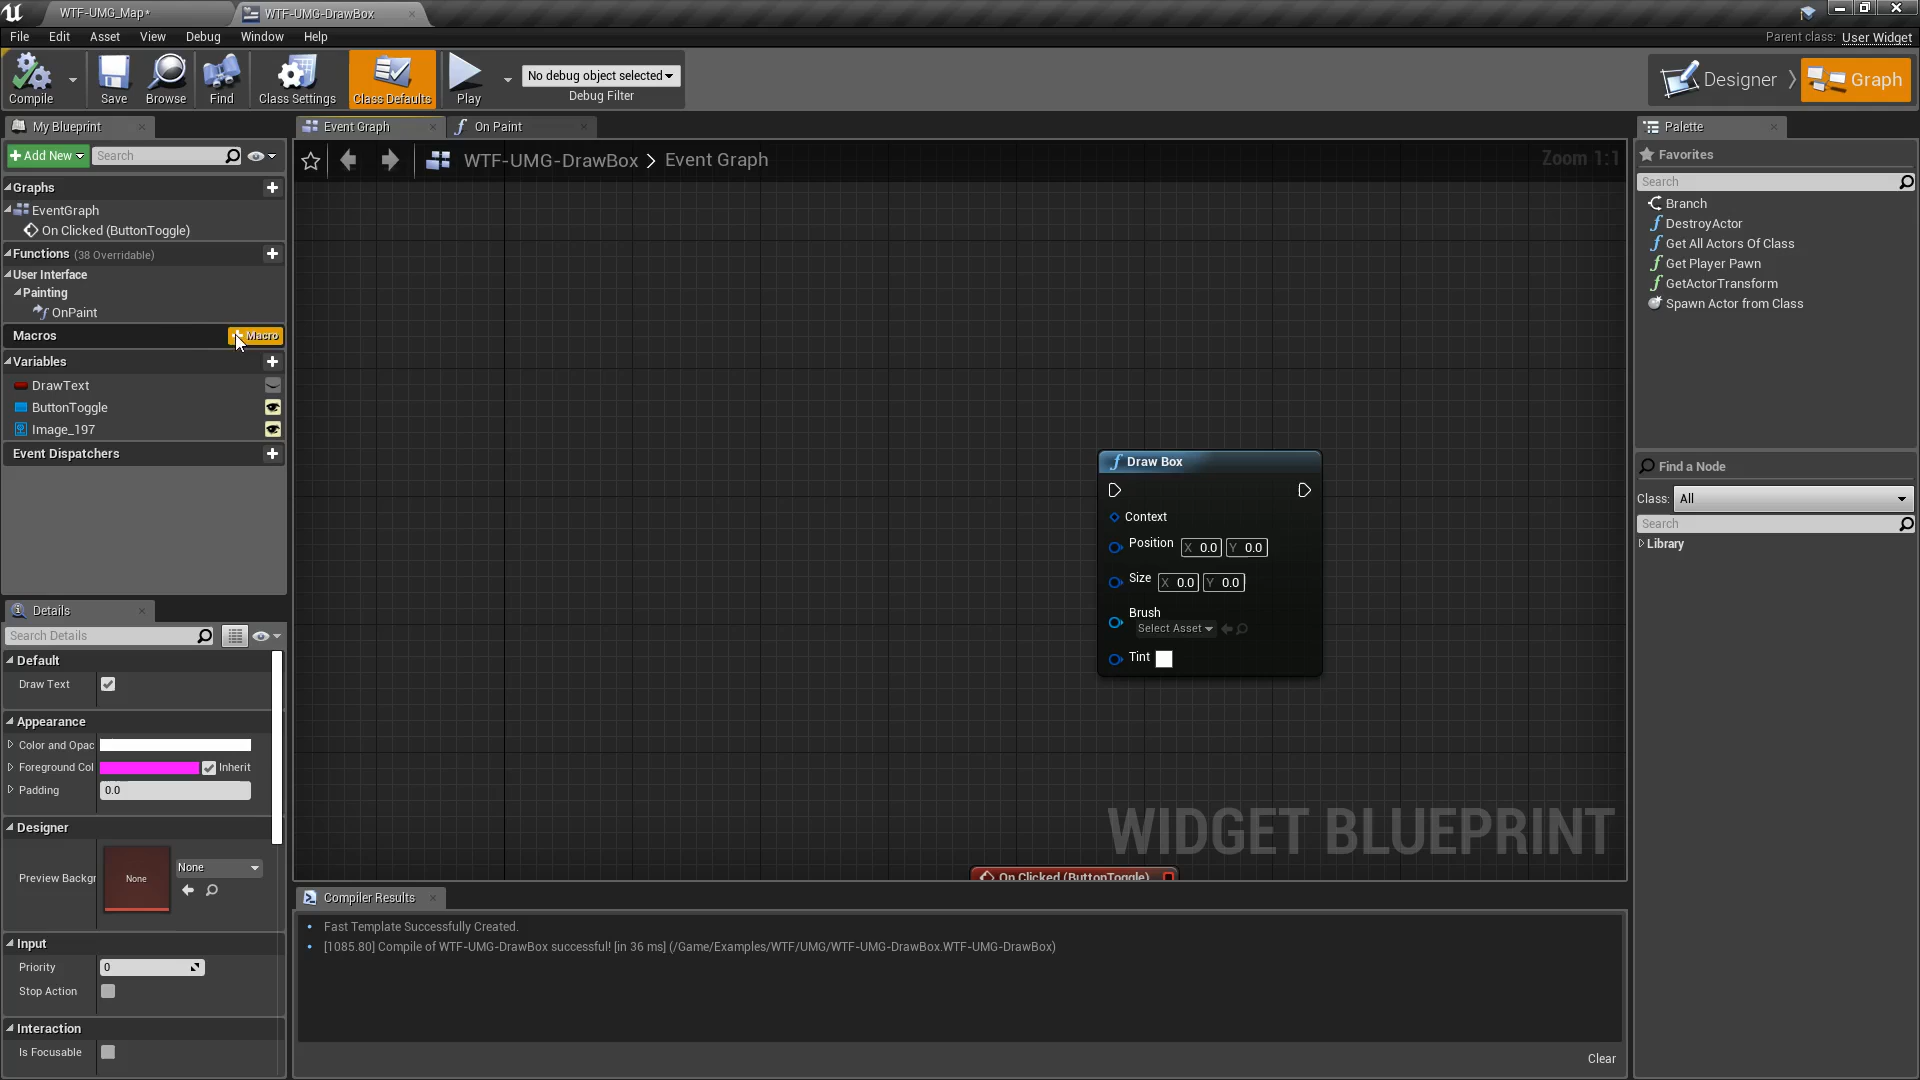 WTF-UMG_Map*
WTF-UMG-DrawBox
File Edit Asset View Debug Window Help
Parent class: User Widget
Compile
Save
Browse
Find
Class Settings
Class Defaults
Play
No debug object selected
Debug Filter
Designer
Graph
My Blueprint
Add New
Search
Graphs
EventGraph
On Clicked (ButtonToggle)
Functions (38 Overridable)
User Interface
Painting
OnPaint
Macros
Macro
Variables
DrawText
ButtonToggle
Image_197
Event Dispatchers
Details
Search Details
Default
Draw Text
Appearance
Color and Opac
Foreground Col
Inherit
Padding
0.0
Designer
Preview Backgr
None
None
Input
Priority
0
Stop Action
Interaction
Is Focusable
Event Graph
On Paint
WTF-UMG-DrawBox > Event Graph
Zoom 1:1
f Draw Box
Context
Position X 0.0 Y 0.0
Size X 0.0 Y 0.0
Brush
Select Asset
Tint
WIDGET BLUEPRINT
On Clicked (ButtonToggle)
Compiler Results
Fast Template Successfully Created.
[1085.80] Compile of WTF-UMG-DrawBox successful! [in 36 ms] (/Game/Examples/WTF/UMG/WTF-UMG-DrawBox.WTF-UMG-DrawBox)
Clear
Palette
Favorites
Search
Branch
DestroyActor
Get All Actors Of Class
Get Player Pawn
GetActorTransform
Spawn Actor from Class
Find a Node
Class: All
Search
Library